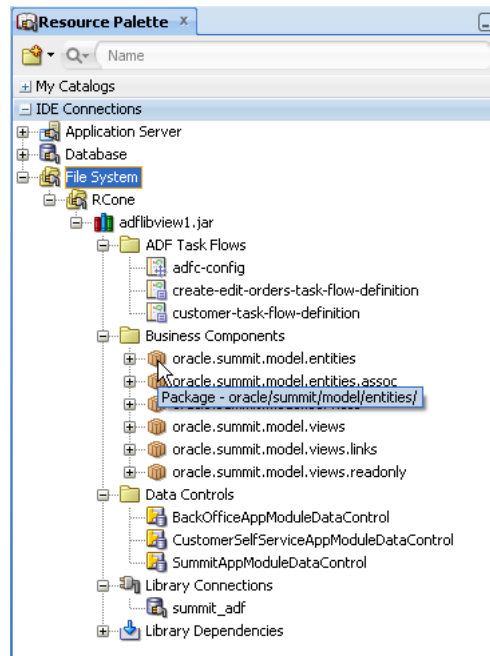 Resource Palette
Name
My Catalogs
IDE Connections
Application Server
Database
File System
RCone
adflibview1.jar
ADF Task Flows
adfc-config
create-edit-orders-task-flow-definition
customer-task-flow-definition
Business Components
oracle.summit.model.entities
oracle.summit.model.entities.assoc
Package - oracle/summit/model/entities/
oracle.summit.model.views
oracle.summit.model.views.links
oracle.summit.model.views.readonly
Data Controls
BackOfficeAppModuleDataControl
CustomerSelfServiceAppModuleDataControl
SummitAppModuleDataControl
Library Connections
summit_adf
Library Dependencies